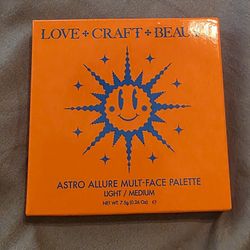 LOVE + CRAFT + BEAUTY
ASTRO ALLURE MULT-FACE PALETTE
LIGHT / MEDIUM
NET WT. 7.5g (0.26 Oz) e